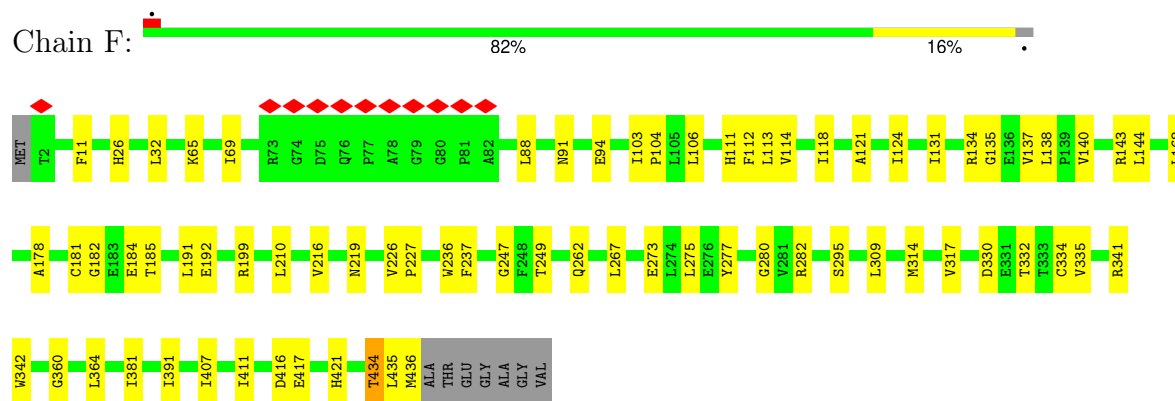 Chain F:
82% 16%
MET T2 F11 H26 L32 K65 I69 R73 G74 D75 Q76 P77 A78 G79 G80 P81 A82 L88 N91 E94 I103 P104 L105 L106 H111 F112 L113 V114 I118 A121 I124 I131 R134 G135 E136 V137 L138 P139 V140 R143 L144
A178 C181 G182 E183 E184 T185 L191 E192 R199 L210 V216 N219 V226 P227 W236 F237 G247 F248 T249 Q262 L267 E273 L274 L275 E276 Y277 G280 V281 R282 S295 L309 M314 V317 D330 E331 T332 T333 C334 V335 R341
W342 G360 L364 I381 I391 I407 I411 D416 E417 H421 T434 L435 M436 ALA THR GLU GLY ALA GLY VAL